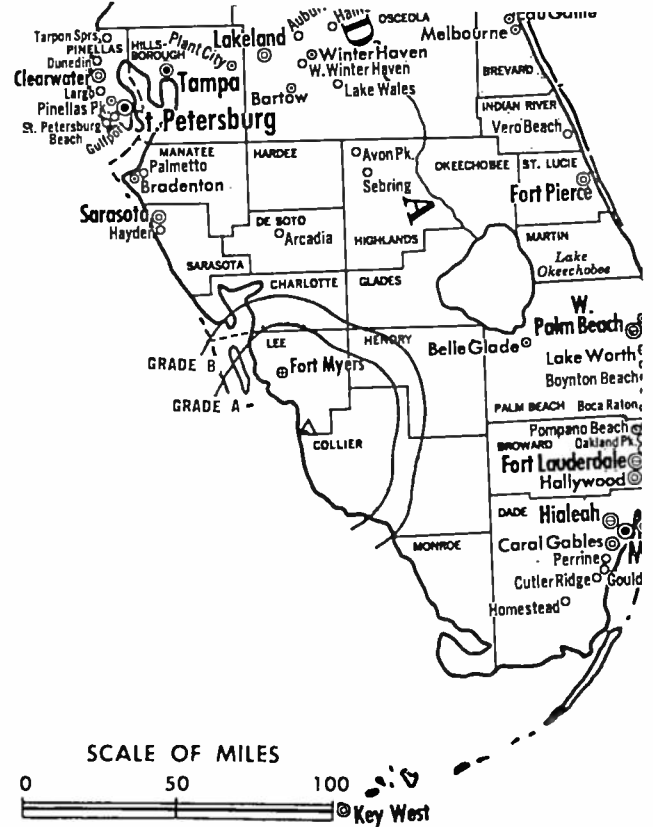 OSCEOLA
Tarpon Sprs.
PINELLAS
HILLS-
BOROUGH
Plant City
Lakeland
Melbourne
Dunedin
Winter Haven
Clearwater
Tampa
W. Winter Haven
BREVARD
Largo
Bartow
Lake Wales
INDIAN RIVER
Pinellas Pk.
St. Petersburg
St. Petersburg
Beach
Gulfport
Vero Beach
MANATEE
HARDEE
Avon Pk.
OKEECHOBEE
ST. LUCIE
Palmetto
Bradenton
Sebring
Fort Pierce
Sarasota
A
D
Hayden
DE SOTO
Arcadia
HIGHLANDS
MARTIN
SARASOTA
Lake
Okeechobee
CHARLOTTE
GLADES
W.
Palm Beach
LEE
HENDRY
Belle Glade
GRADE B
Fort Myers
Lake Worth
Boynton Beach
GRADE A
PALM BEACH
Boca Raton
Pompano Beach
COLLIER
BROWARD
Oakland Pk.
Fort Lauderdale
Hallywood
DADE
Hialeah
MONROE
Caral Gables
M
Perrine
Cutler Ridge
Gould
Homestead
SCALE OF MILES
0 50 100
Key West